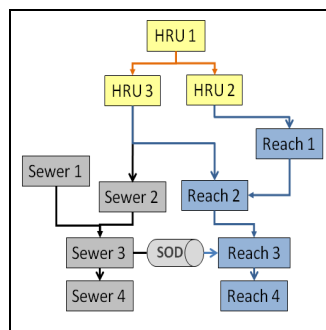 HRU 1
HRU 3
HRU 2
Reach 1
Sewer 1
Sewer 2
Reach 2
Sewer 3
SOD
Reach 3
Sewer 4
Reach 4